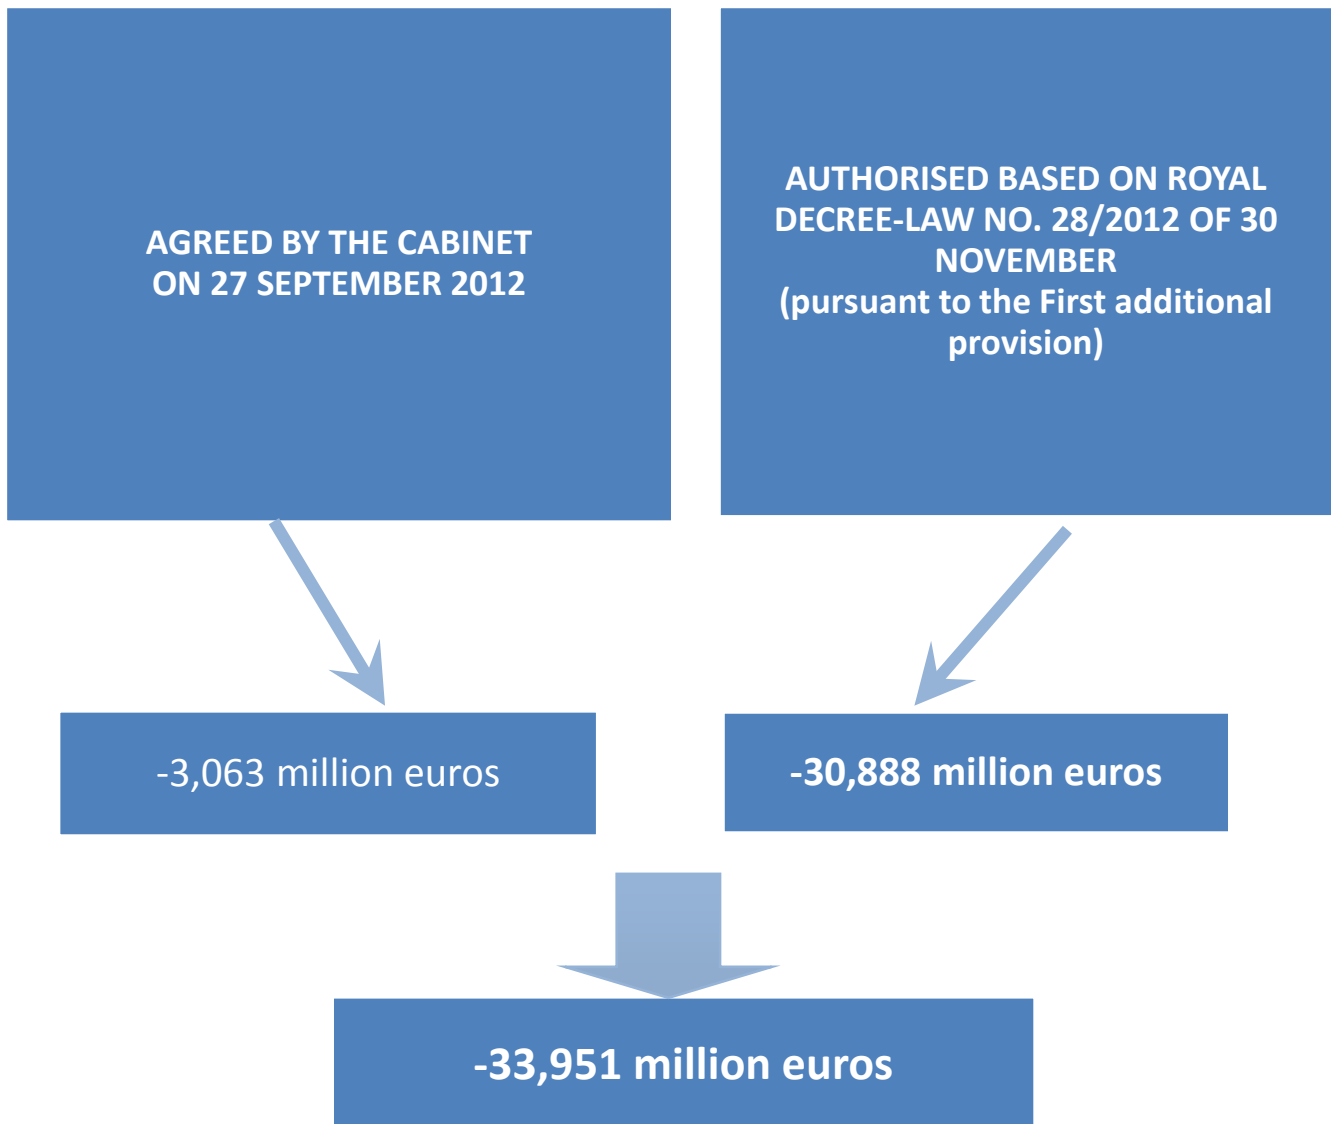 AGREED BY THE CABINET
ON 27 SEPTEMBER 2012
AUTHORISED BASED ON ROYAL
DECREE-LAW NO. 28/2012 OF 30
NOVEMBER
(pursuant to the First additional
provision)
-3,063 million euros
-30,888 million euros
-33,951 million euros